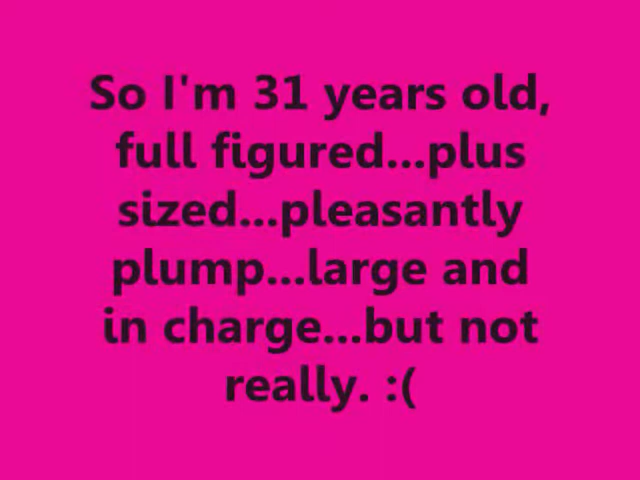 So I'm 31 years old,
full figured...plus
sized...pleasantly
plump...large and
in charge...but not
really. :(